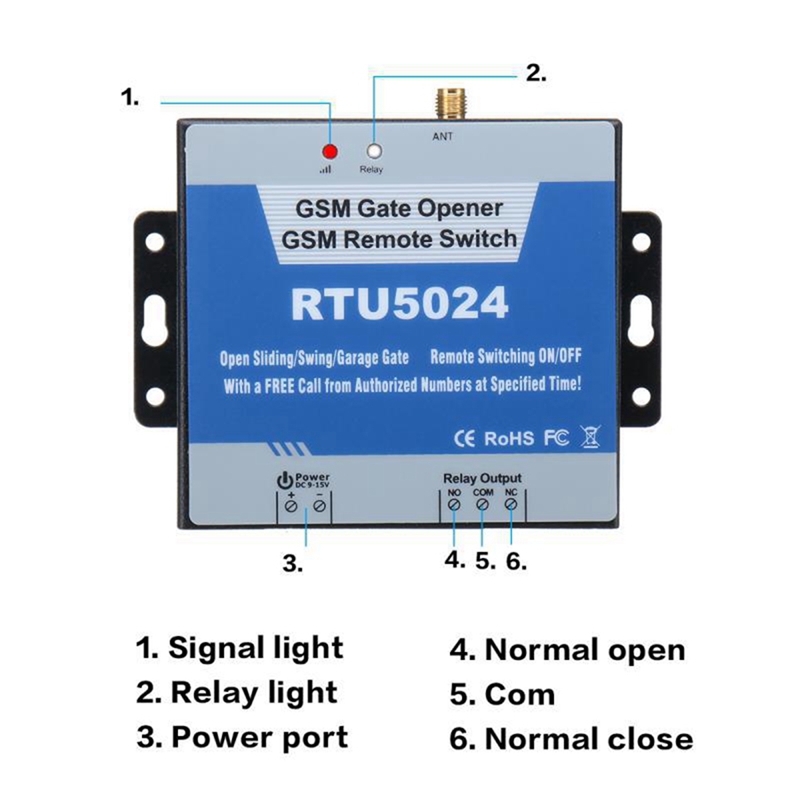 1.
2.
ANT
Relay
GSM Gate Opener
GSM Remote Switch
RTU5024
Open Sliding/Swing/Garage Gate Remote Switching ON/OFF
With a FREE Call from Authorized Numbers at Specified Time!
CE RoHS FC
Power
DC 9-15V
+ −
Relay Output
NO COM NC
3.
4. 5. 6.
1. Signal light
2. Relay light
3. Power port
4. Normal open
5. Com
6. Normal close